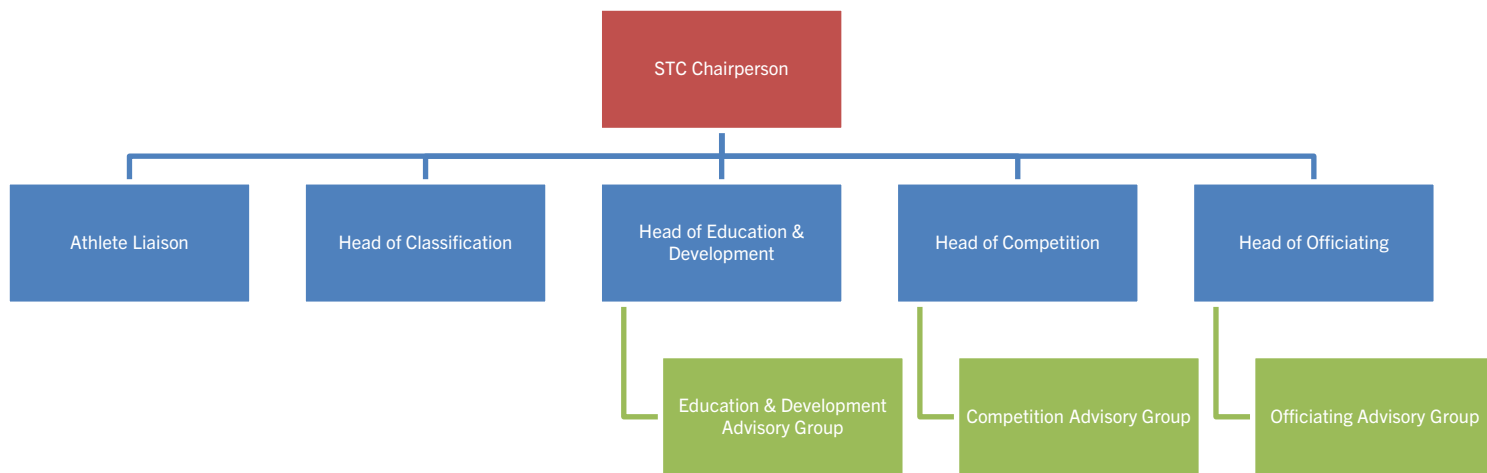 STC Chairperson
Athlete Liaison
Head of Classification
Head of Education &
Development
Head of Competition
Head of Officiating
Education & Development
Advisory Group
Competition Advisory Group
Officiating Advisory Group